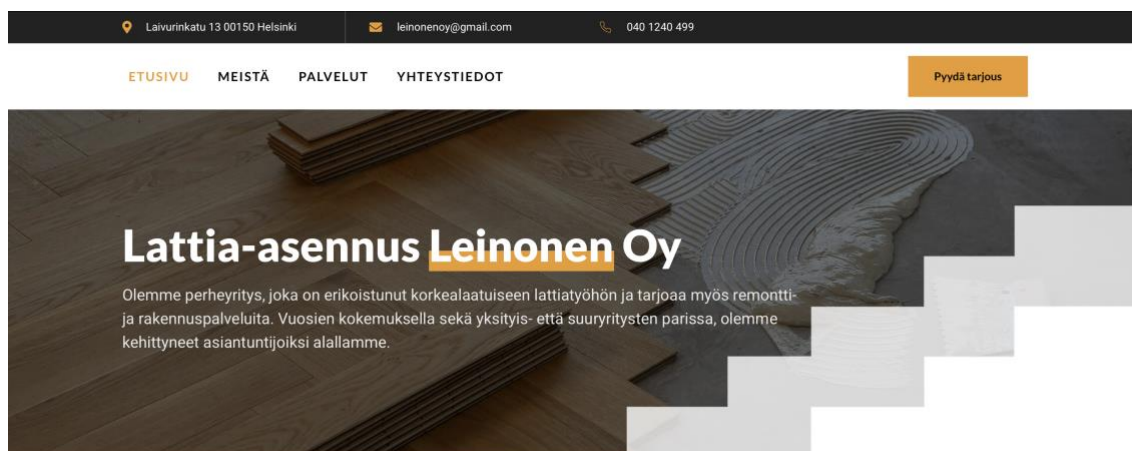 Laivurinkatu 13 00150 Helsinki leinonenoy@gmail.com 040 1240 499
ETUSIVU MEISTÄ PALVELUT YHTEYSTIEDOT Pyydä tarjous
Lattia-asennus Leinonen Oy
Olemme perheyritys, joka on erikoistunut korkealaatuiseen lattiatyöhön ja tarjoaa myös remontti-
ja rakennuspalveluita. Vuosien kokemuksella sekä yksityis- että suuryritysten parissa, olemme
kehittyneet asiantuntijoiksi alallamme.